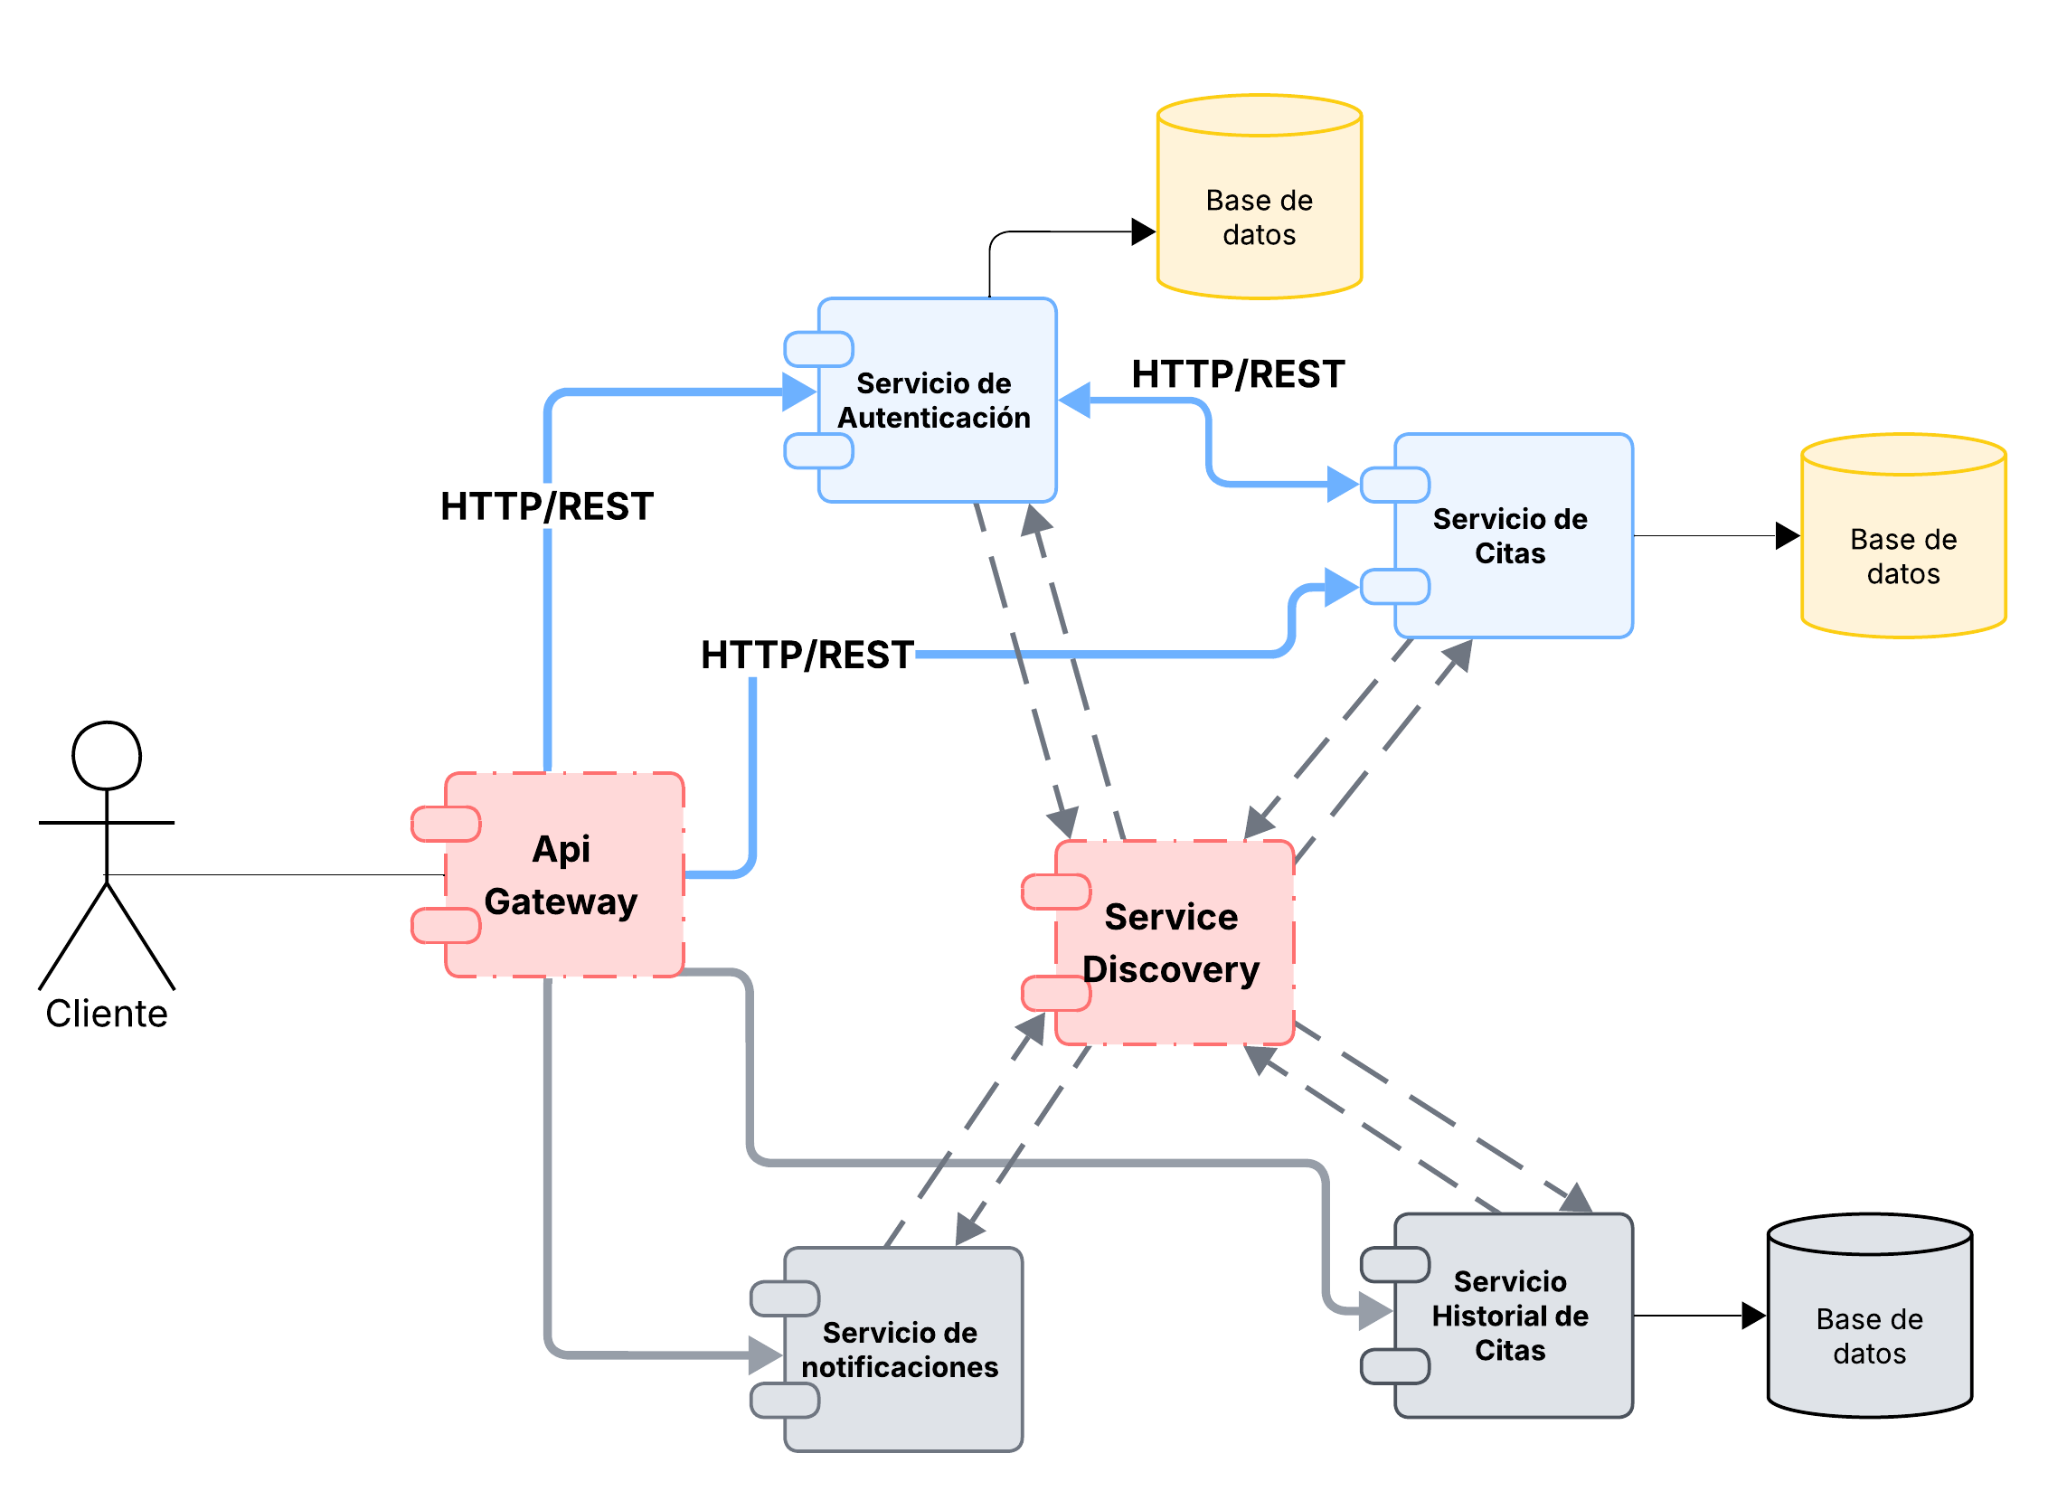 Base de
datos
Servicio de
Autenticación
HTTP/REST
HTTP/REST
Servicio de
Citas
Base de
datos
HTTP/REST
Api
Gateway
Cliente
Service
Discovery
Servicio de
notificaciones
Servicio
Historial de
Citas
Base de
datos